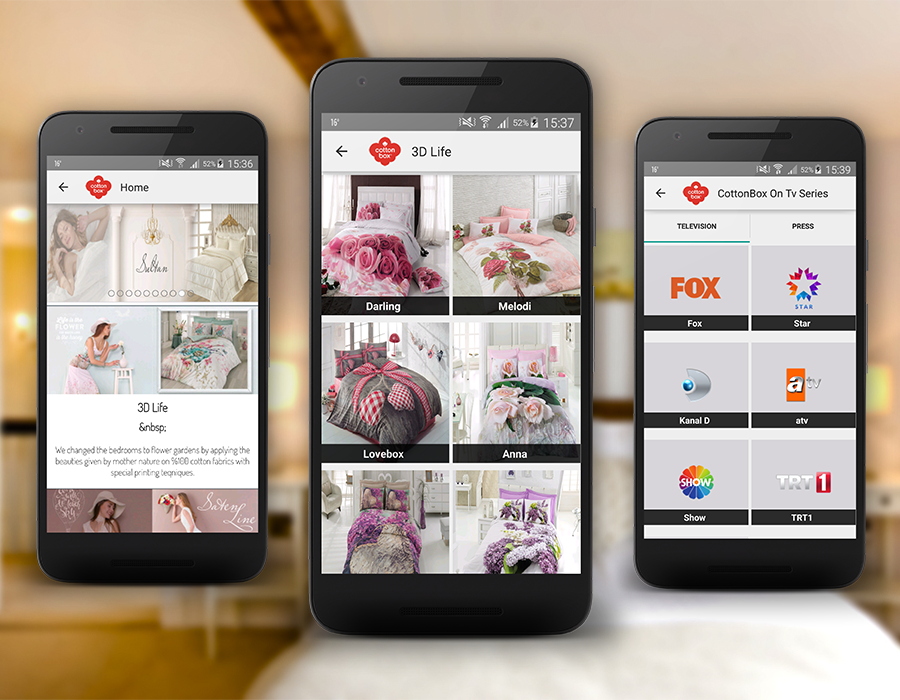 16°
52%
15:36
cotton
box
Home
Sultan
Life is the
FLOWER
3D Life
&nbsp;
We changed the bedrooms to flower gardens by applying the
beauties given by mother nature on %100 cotton fabrics with
special printing teqniques.
Saten
Line
16°
52%
15:37
cotton
box
3D Life
Darling
Melodi
Lovebox
Anna
16°
52%
15:39
cotton
box
CottonBox On Tv Series
TELEVISION
PRESS
FOX
STAR
Fox
Star
atv
Kanal D
atv
SHOW
TRT1
Show
TRT1